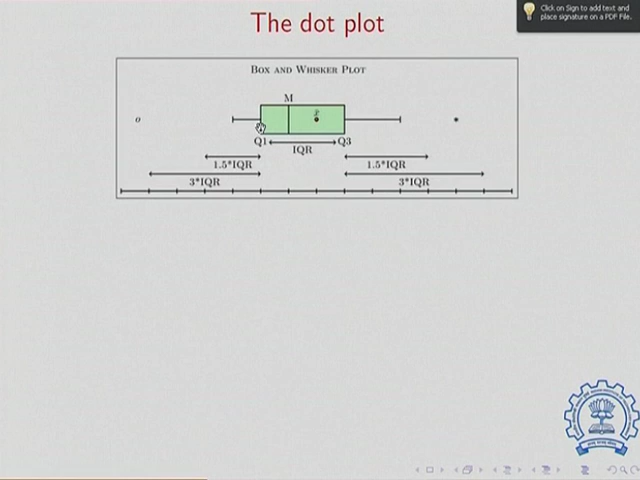 Click on Sign to add text and
place signature on a PDF File.
The dot plot
BOX AND WHISKER PLOT
M
o
x̄
Q1
IQR
Q3
1.5*IQR
1.5*IQR
3*IQR
3*IQR